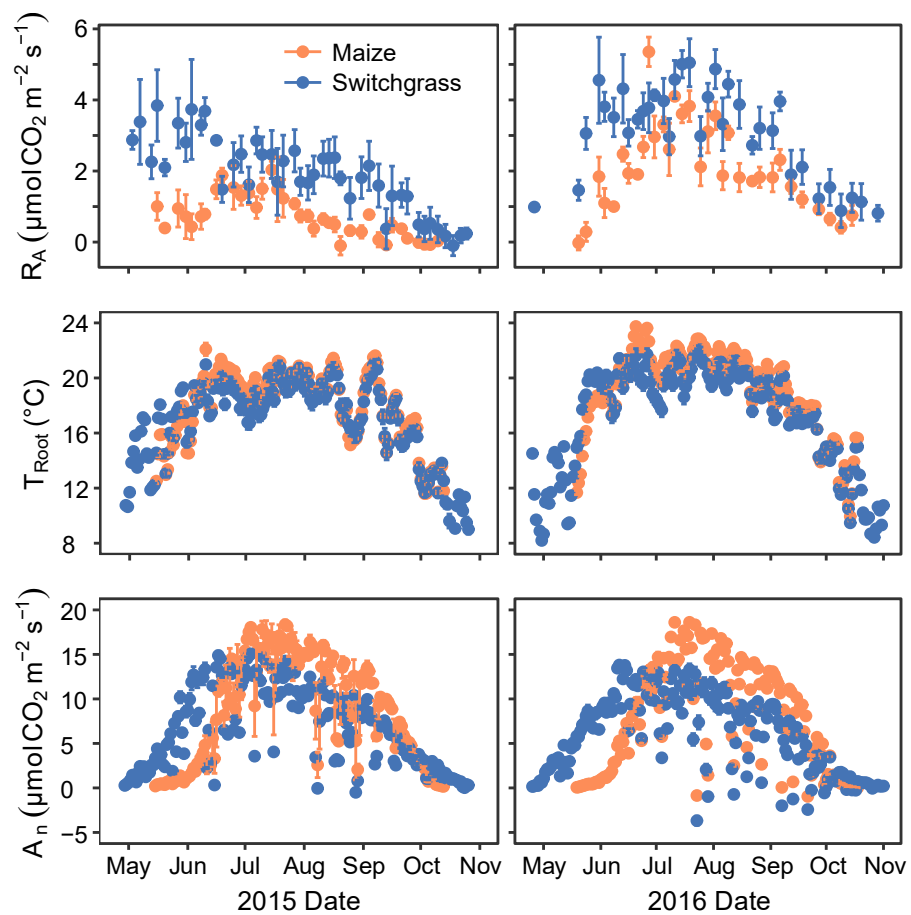 R_A (μmol CO₂ m⁻² s⁻¹)
6
4
2
0
Maize
Switchgrass
T_Root (°C)
24
20
16
12
8
A_n (μmol CO₂ m⁻² s⁻¹)
20
15
10
5
0
−5
May Jun Jul Aug Sep Oct Nov
May Jun Jul Aug Sep Oct Nov
2015 Date
2016 Date